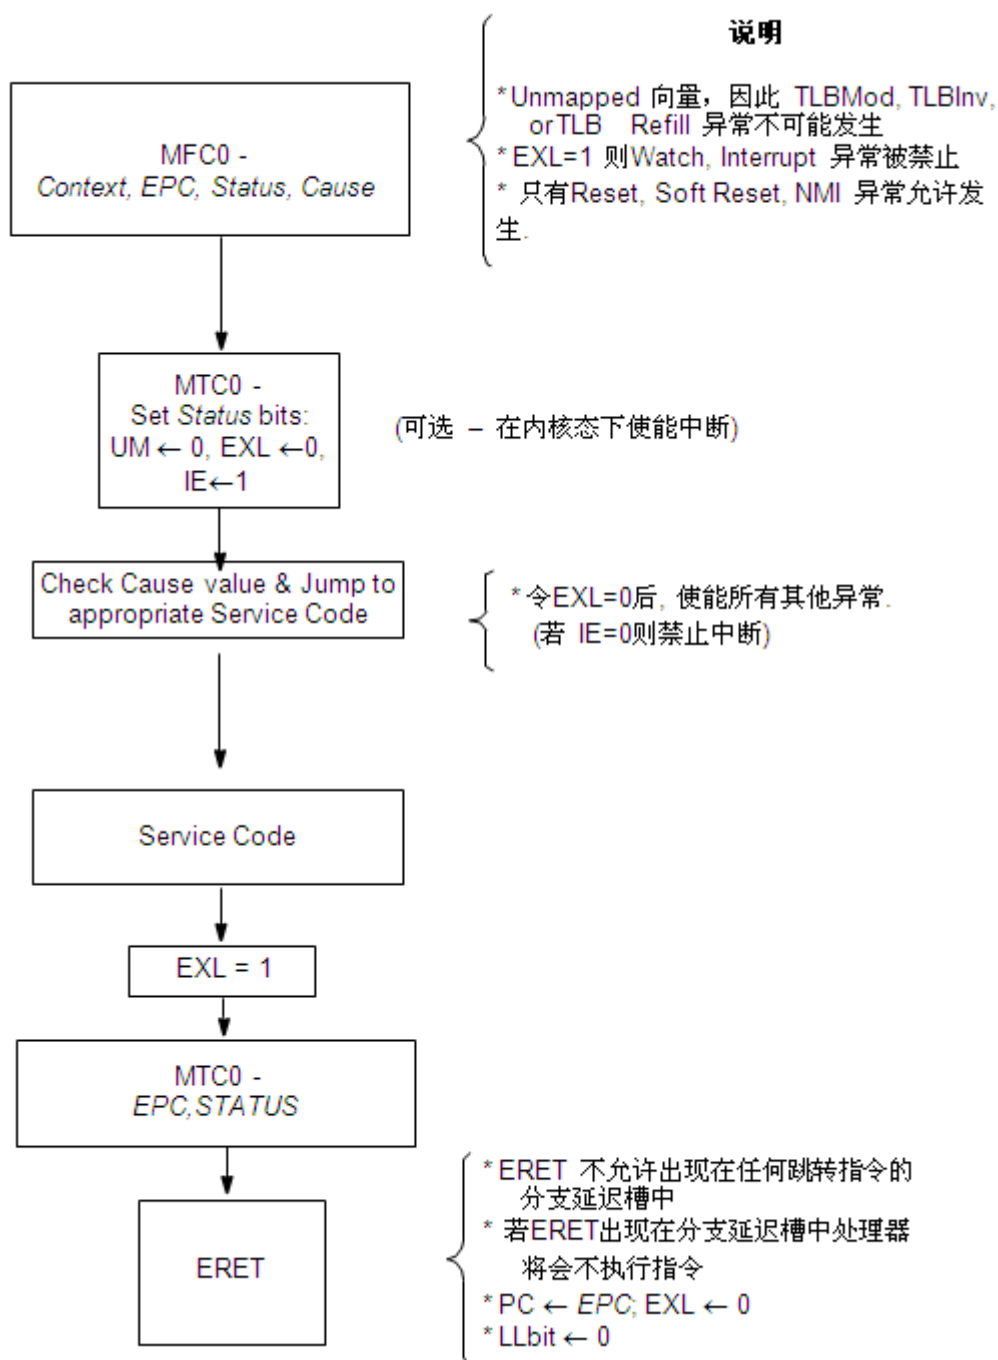 说明
MFC0 -
Context, EPC, Status, Cause
*Unmapped 向量，因此 TLBMod, TLBInv,
orTLB Refill 异常不可能发生
* EXL=1 则Watch, Interrupt 异常被禁止
* 只有Reset, Soft Reset, NMI 异常允许发
生.
MTC0 -
Set Status bits:
UM ← 0, EXL ←0,
IE←1
(可选 – 在内核态下使能中断)
Check Cause value & Jump to
appropriate Service Code
* 令EXL=0后, 使能所有其他异常.
(若 IE=0则禁止中断)
Service Code
EXL = 1
MTC0 -
EPC,STATUS
ERET
* ERET 不允许出现在任何跳转指令的
分支延迟槽中
* 若ERET出现在分支延迟槽中处理器
将会不执行指令
* PC ← EPC; EXL ← 0
* LLbit ← 0